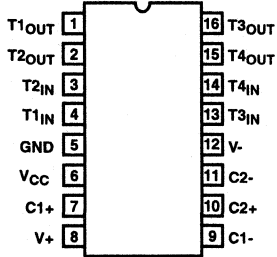 T1OUT 1 16 T3OUT
T2OUT 2 15 T4OUT
T2IN 3 14 T4IN
T1IN 4 13 T3IN
GND 5 12 V-
VCC 6 11 C2-
C1+ 7 10 C2+
V+ 8 9 C1-